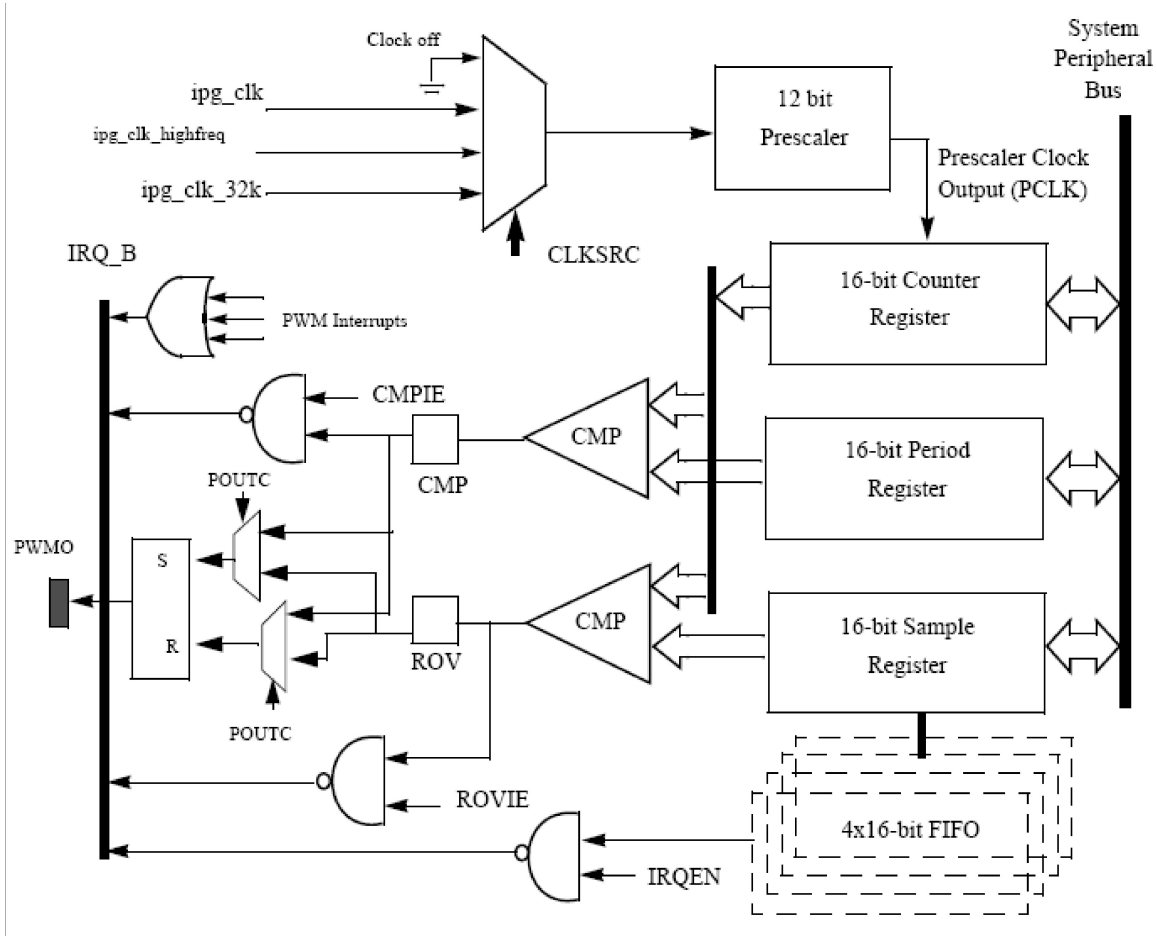 System
Peripheral
Bus
Clock off
ipg_clk
ipg_clk_highfreq
ipg_clk_32k
12 bit
Prescaler
Prescaler Clock
Output (PCLK)
CLKSRC
IRQ_B
PWM Interrupts
16-bit Counter
Register
CMPIE
CMP
CMP
16-bit Period
Register
POUTC
PWMO
S
R
ROV
CMP
16-bit Sample
Register
POUTC
ROVIE
4x16-bit FIFO
IRQEN